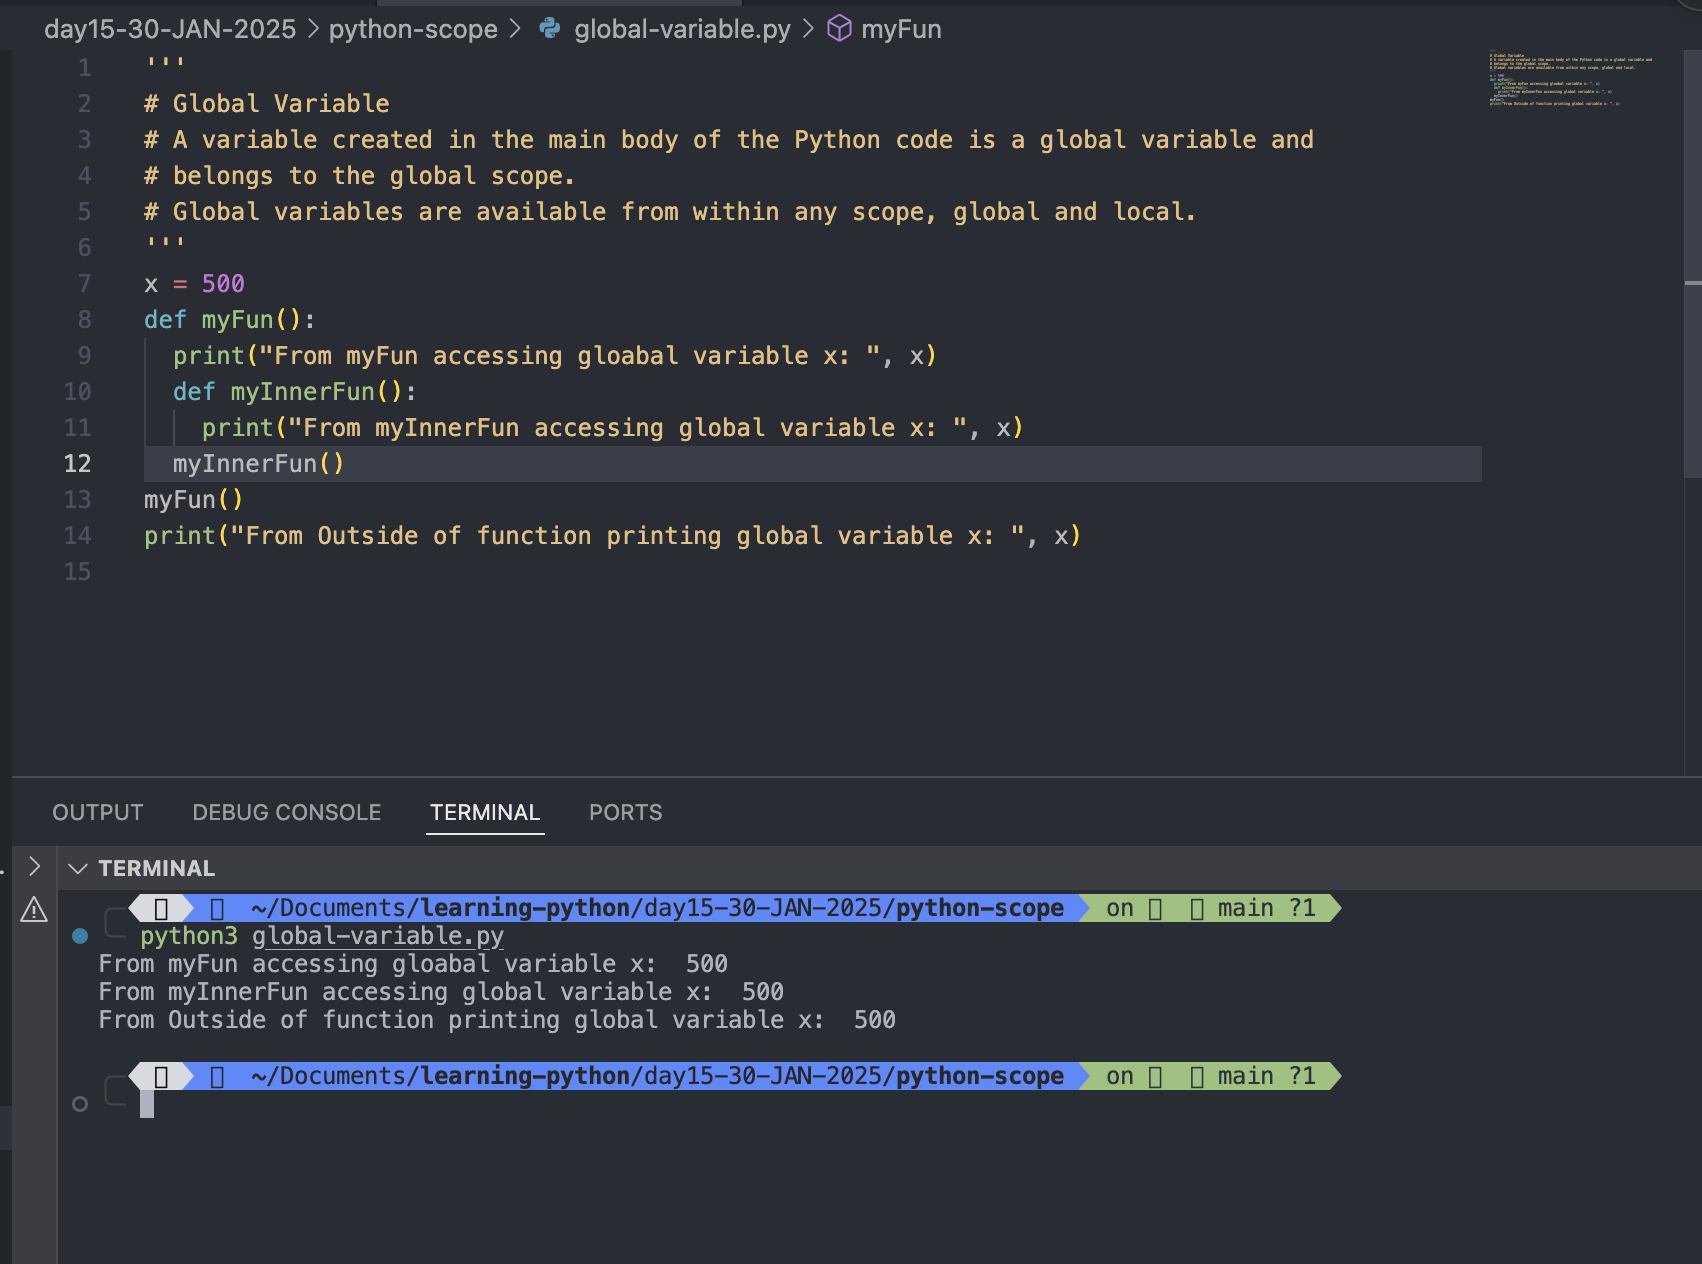 day15-30-JAN-2025 > python-scope > global-variable.py > myFun
1 '''
2 # Global Variable
3 # A variable created in the main body of the Python code is a global variable and
4 # belongs to the global scope.
5 # Global variables are available from within any scope, global and local.
6 '''
7 x = 500
8 def myFun():
9   print("From myFun accessing gloabal variable x: ", x)
10   def myInnerFun():
11     print("From myInnerFun accessing global variable x: ", x)
12   myInnerFun()
13 myFun()
14 print("From Outside of function printing global variable x: ", x)
15
OUTPUT DEBUG CONSOLE TERMINAL PORTS
TERMINAL
~/Documents/learning-python/day15-30-JAN-2025/python-scope on main ?1
python3 global-variable.py
From myFun accessing gloabal variable x:  500
From myInnerFun accessing global variable x:  500
From Outside of function printing global variable x:  500
~/Documents/learning-python/day15-30-JAN-2025/python-scope on main ?1